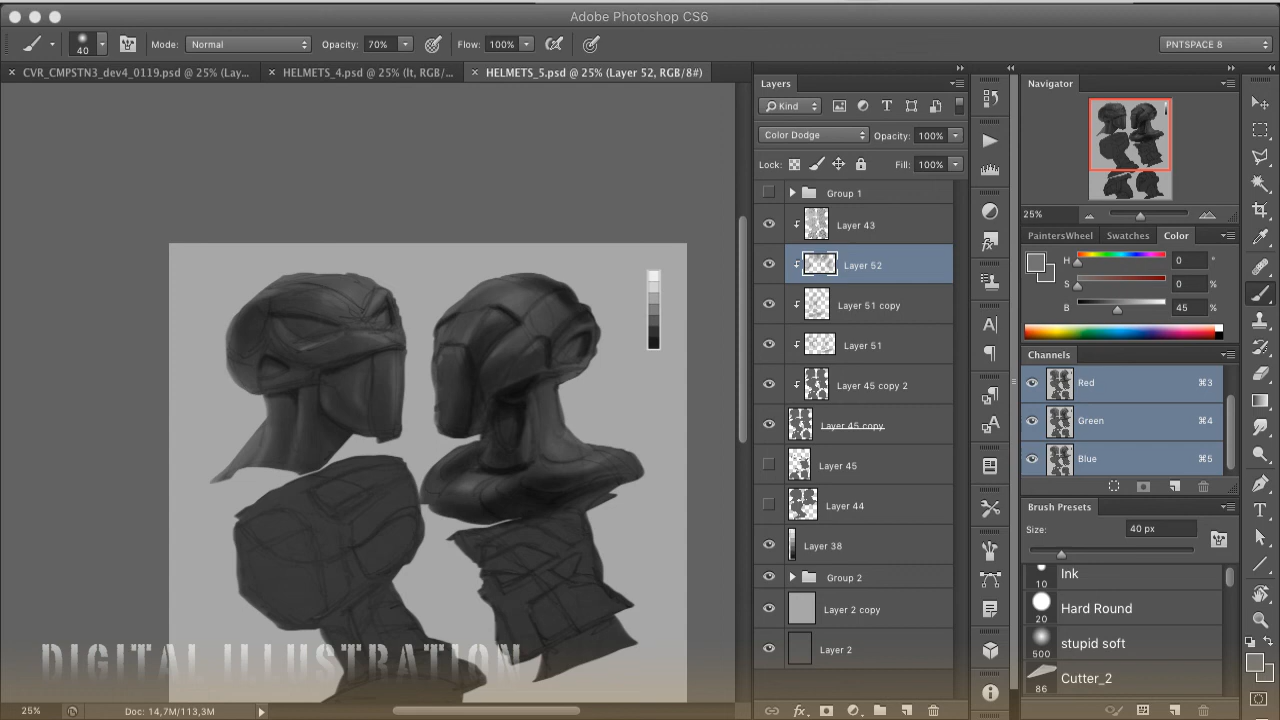 Adobe Photoshop CS6
40 Mode: Normal Opacity: 70% Flow: 100% PNTSPACE 8
× CVR_CMPSTN3_dev4_0119.psd @ 25% (Lay... × HELMETS_4.psd @ 25% (lt, RGB/... × HELMETS_5.psd @ 25% (Layer 52, RGB/8#)
Layers
Kind
Color Dodge Opacity: 100%
Lock: Fill: 100%
Group 1
Layer 43
Layer 52
Layer 51 copy
Layer 51
Layer 45 copy 2
Layer 45 copy
Layer 45
Layer 44
Layer 38
Group 2
Layer 2 copy
Layer 2
Navigator
25%
PaintersWheel Swatches Color
H 0 °
S 0 %
B 45 %
Channels
Red ⌘3
Green ⌘4
Blue ⌘5
Brush Presets
Size: 40 px
10 Ink
20 Hard Round
500 stupid soft
86 Cutter_2
DIGITAL ILLUSTRATION
25% Doc: 14,7M/113,3M